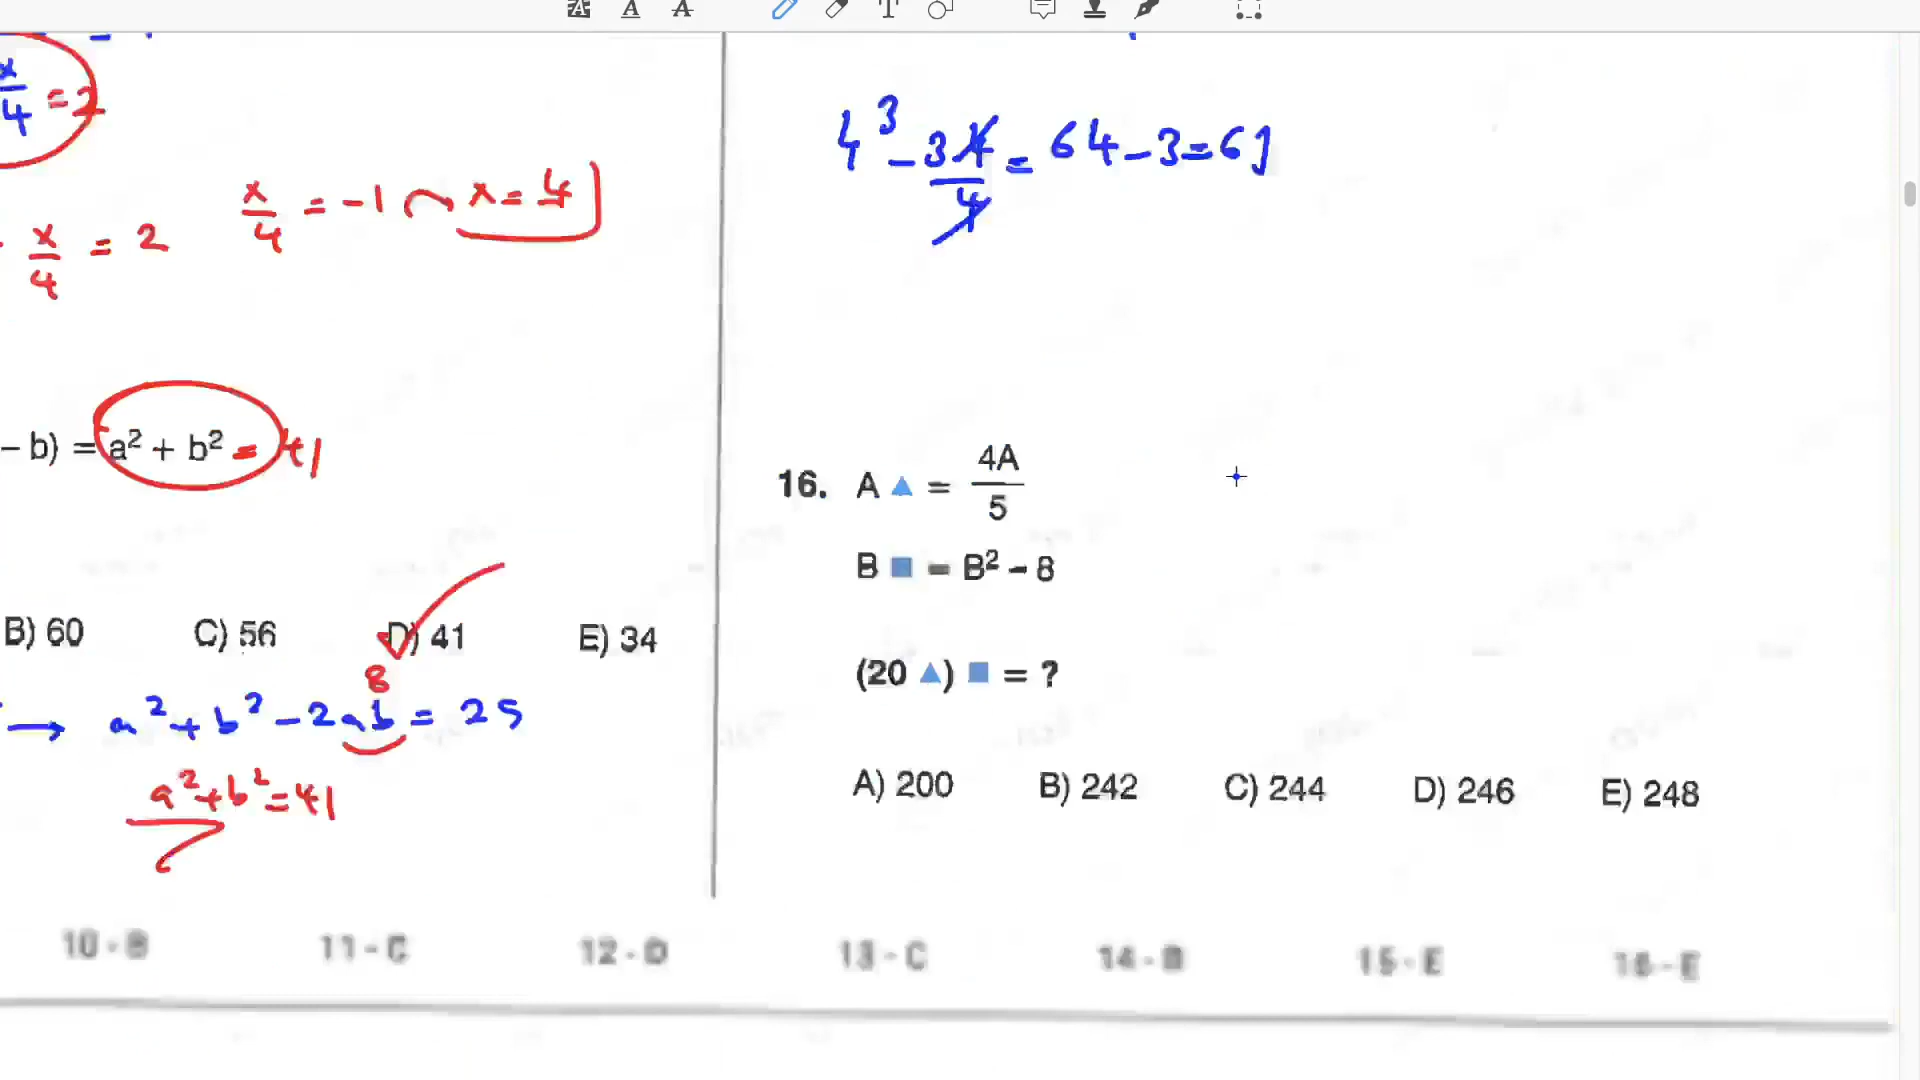 x/4 = 2
x/4 = 2
x/4 = -1
x = 4
- b) = a² + b² = 41
B) 60 C) 56 D) 41 E) 34
8
→ a² + b² - 2ab = 25
a² + b² = 41
4³ - 3.4/4 = 64 - 3 = 61
16. A ▲ = 4A/5
B ■ = B² - 8
(20 ▲) ■ = ?
A) 200 B) 242 C) 244 D) 246 E) 248
10 - B 11 - C 12 - D 13 - C 14 - B 15 - E 16 - E